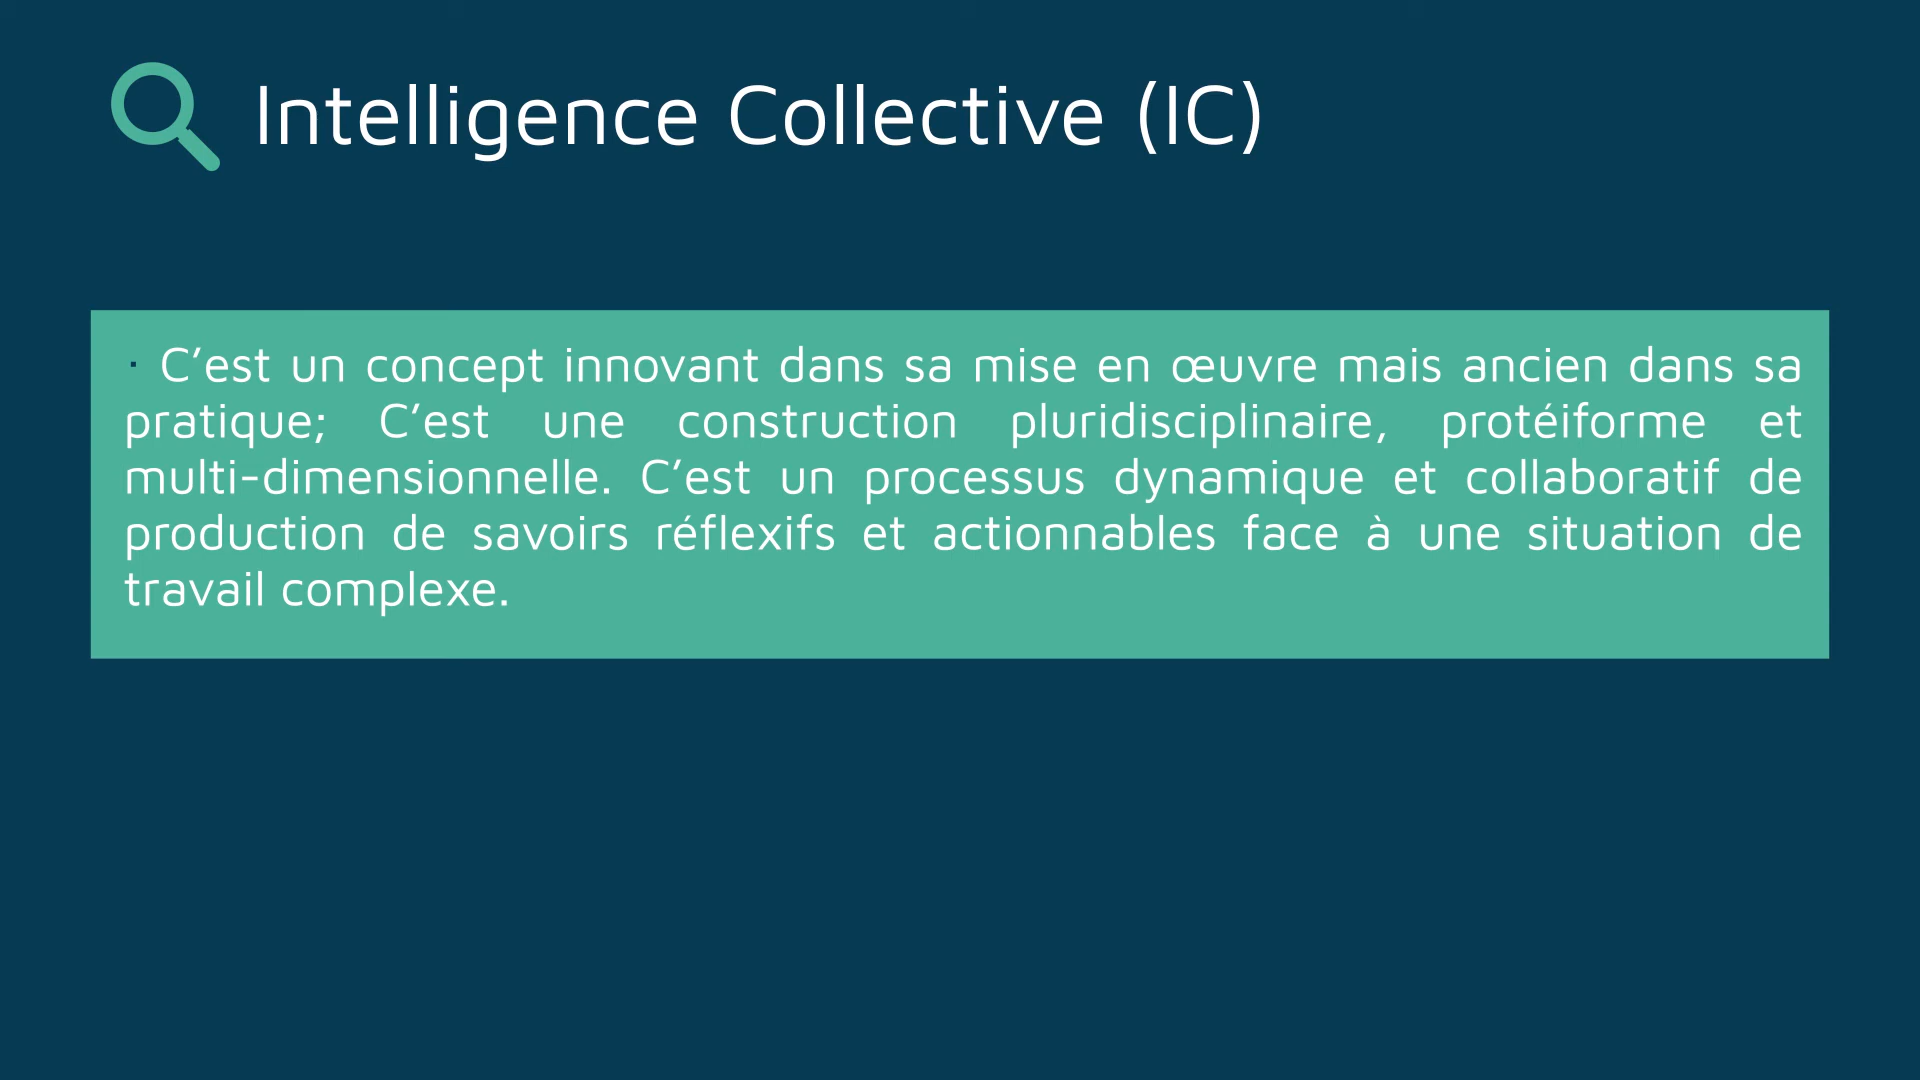 Intelligence Collective (IC)
· C’est un concept innovant dans sa mise en œuvre mais ancien dans sa
pratique; C’est une construction pluridisciplinaire, protéiforme et
multi-dimensionnelle. C’est un processus dynamique et collaboratif de
production de savoirs réflexifs et actionnables face à une situation de
travail complexe.